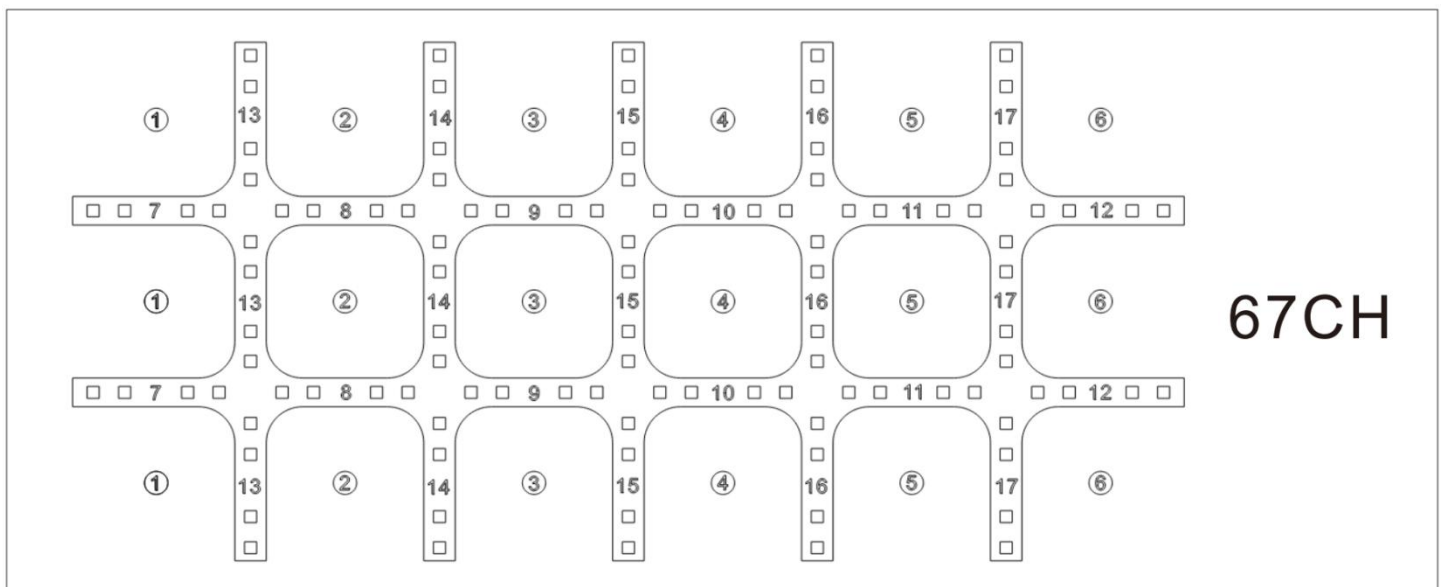 ① 13 ② 14 ③ 15 ④ 16 ⑤ 17 ⑥
7 8 9 10 11 12
① 13 ② 14 ③ 15 ④ 16 ⑤ 17 ⑥
67CH
7 8 9 10 11 12
① 13 ② 14 ③ 15 ④ 16 ⑤ 17 ⑥